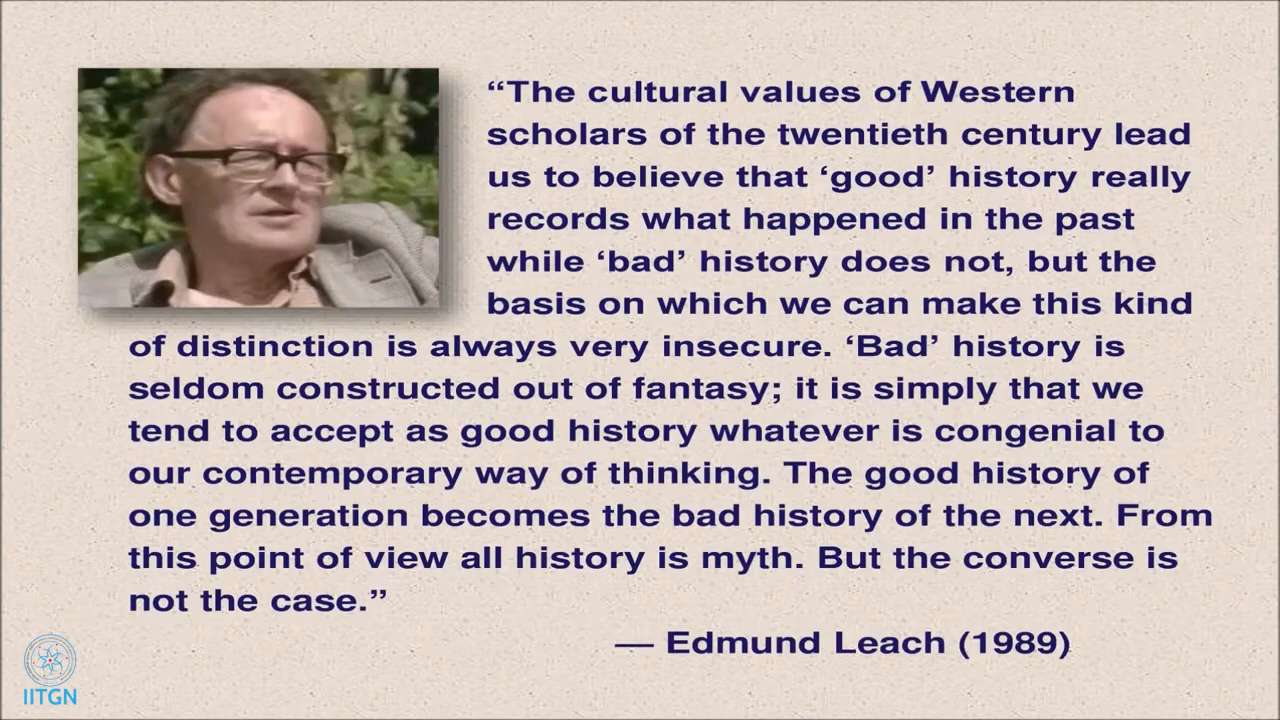 “The cultural values of Western
scholars of the twentieth century lead
us to believe that ‘good’ history really
records what happened in the past
while ‘bad’ history does not, but the
basis on which we can make this kind
of distinction is always very insecure. ‘Bad’ history is
seldom constructed out of fantasy; it is simply that we
tend to accept as good history whatever is congenial to
our contemporary way of thinking. The good history of
one generation becomes the bad history of the next. From
this point of view all history is myth. But the converse is
not the case.”
— Edmund Leach (1989)
IITGN